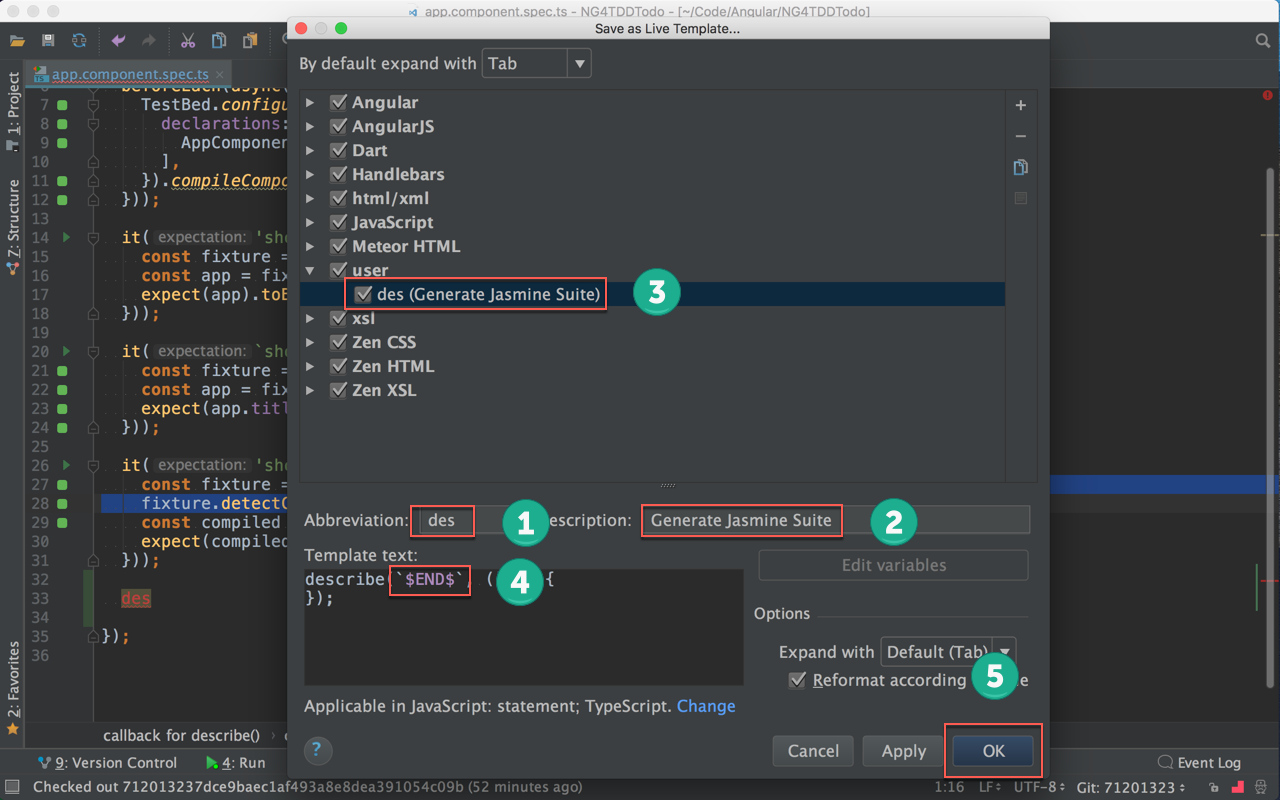 app.component.spec.ts - NG4TDDTodo - [~/Code/Angular/NG4TDDTodo]
Save as Live Template...
app.component.spec.ts
By default expand with Tab
1: Project
Z: Structure
2: Favorites
6 beforeEach(async(
7 TestBed.configu
8 declarations:
9 AppComponen
10 ],
11 }).compileCompo
12 }));
13
14 it( expectation: 'sho
15 const fixture =
16 const app = fix
17 expect(app).toB
18 }));
19
20 it( expectation: `sho
21 const fixture =
22 const app = fix
23 expect(app.titl
24 }));
25
26 it( expectation: 'sho
27 const fixture =
28 fixture.detectC
29 const compiled
30 expect(compiled
31 }));
32
33 des
34
35 });
36
Angular
AngularJS
Dart
Handlebars
html/xml
JavaScript
Meteor HTML
user
des (Generate Jasmine Suite) 3
xsl
Zen CSS
Zen HTML
Zen XSL
Abbreviation: des 1 escription: Generate Jasmine Suite 2
Template text:
describe(`$END$`, ( 4 {
});
Edit variables
Options
Expand with Default (Tab)
Reformat according 5 e
Applicable in JavaScript: statement; TypeScript. Change
? Cancel Apply OK
callback for describe()
9: Version Control 4: Run Event Log
Checked out 712013237dce9baec1af493a8e8dea391054c09b (52 minutes ago) 1:16 LF UTF-8 Git: 71201323